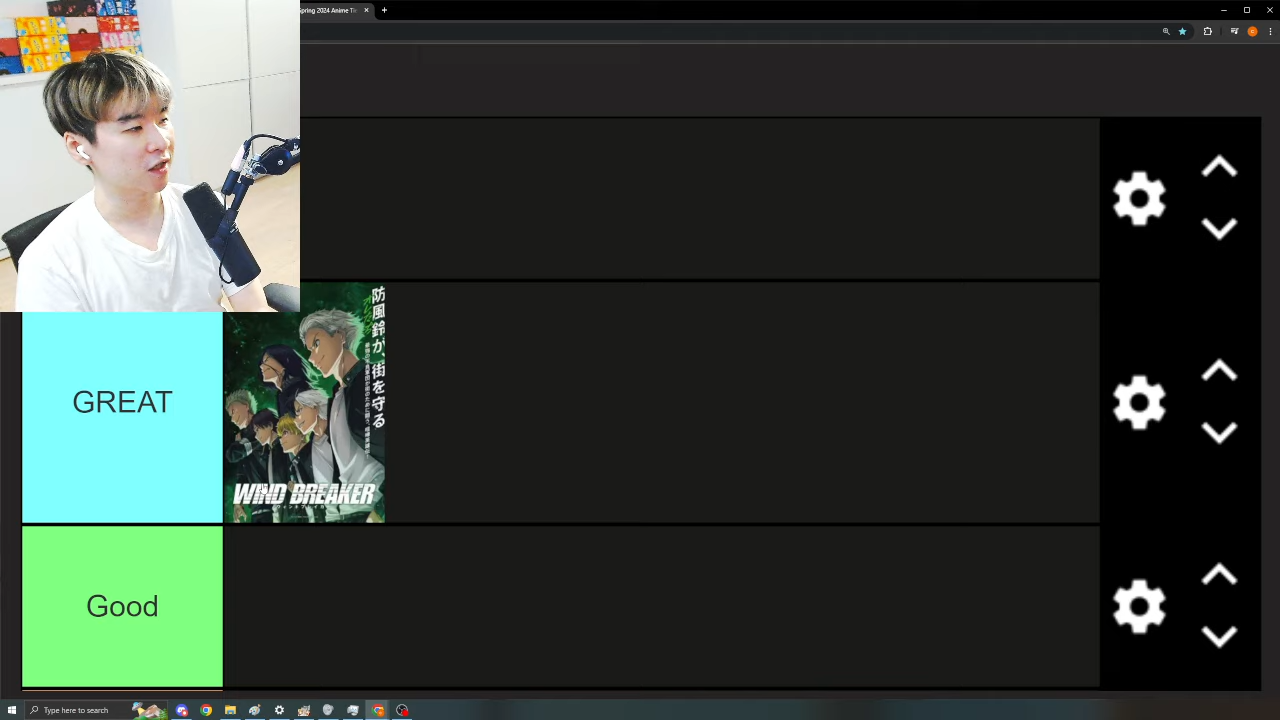 Spring 2024 Anime Tie
GREAT
防風鈴が、街を守る
WIND BREAKER
Good
Type here to search